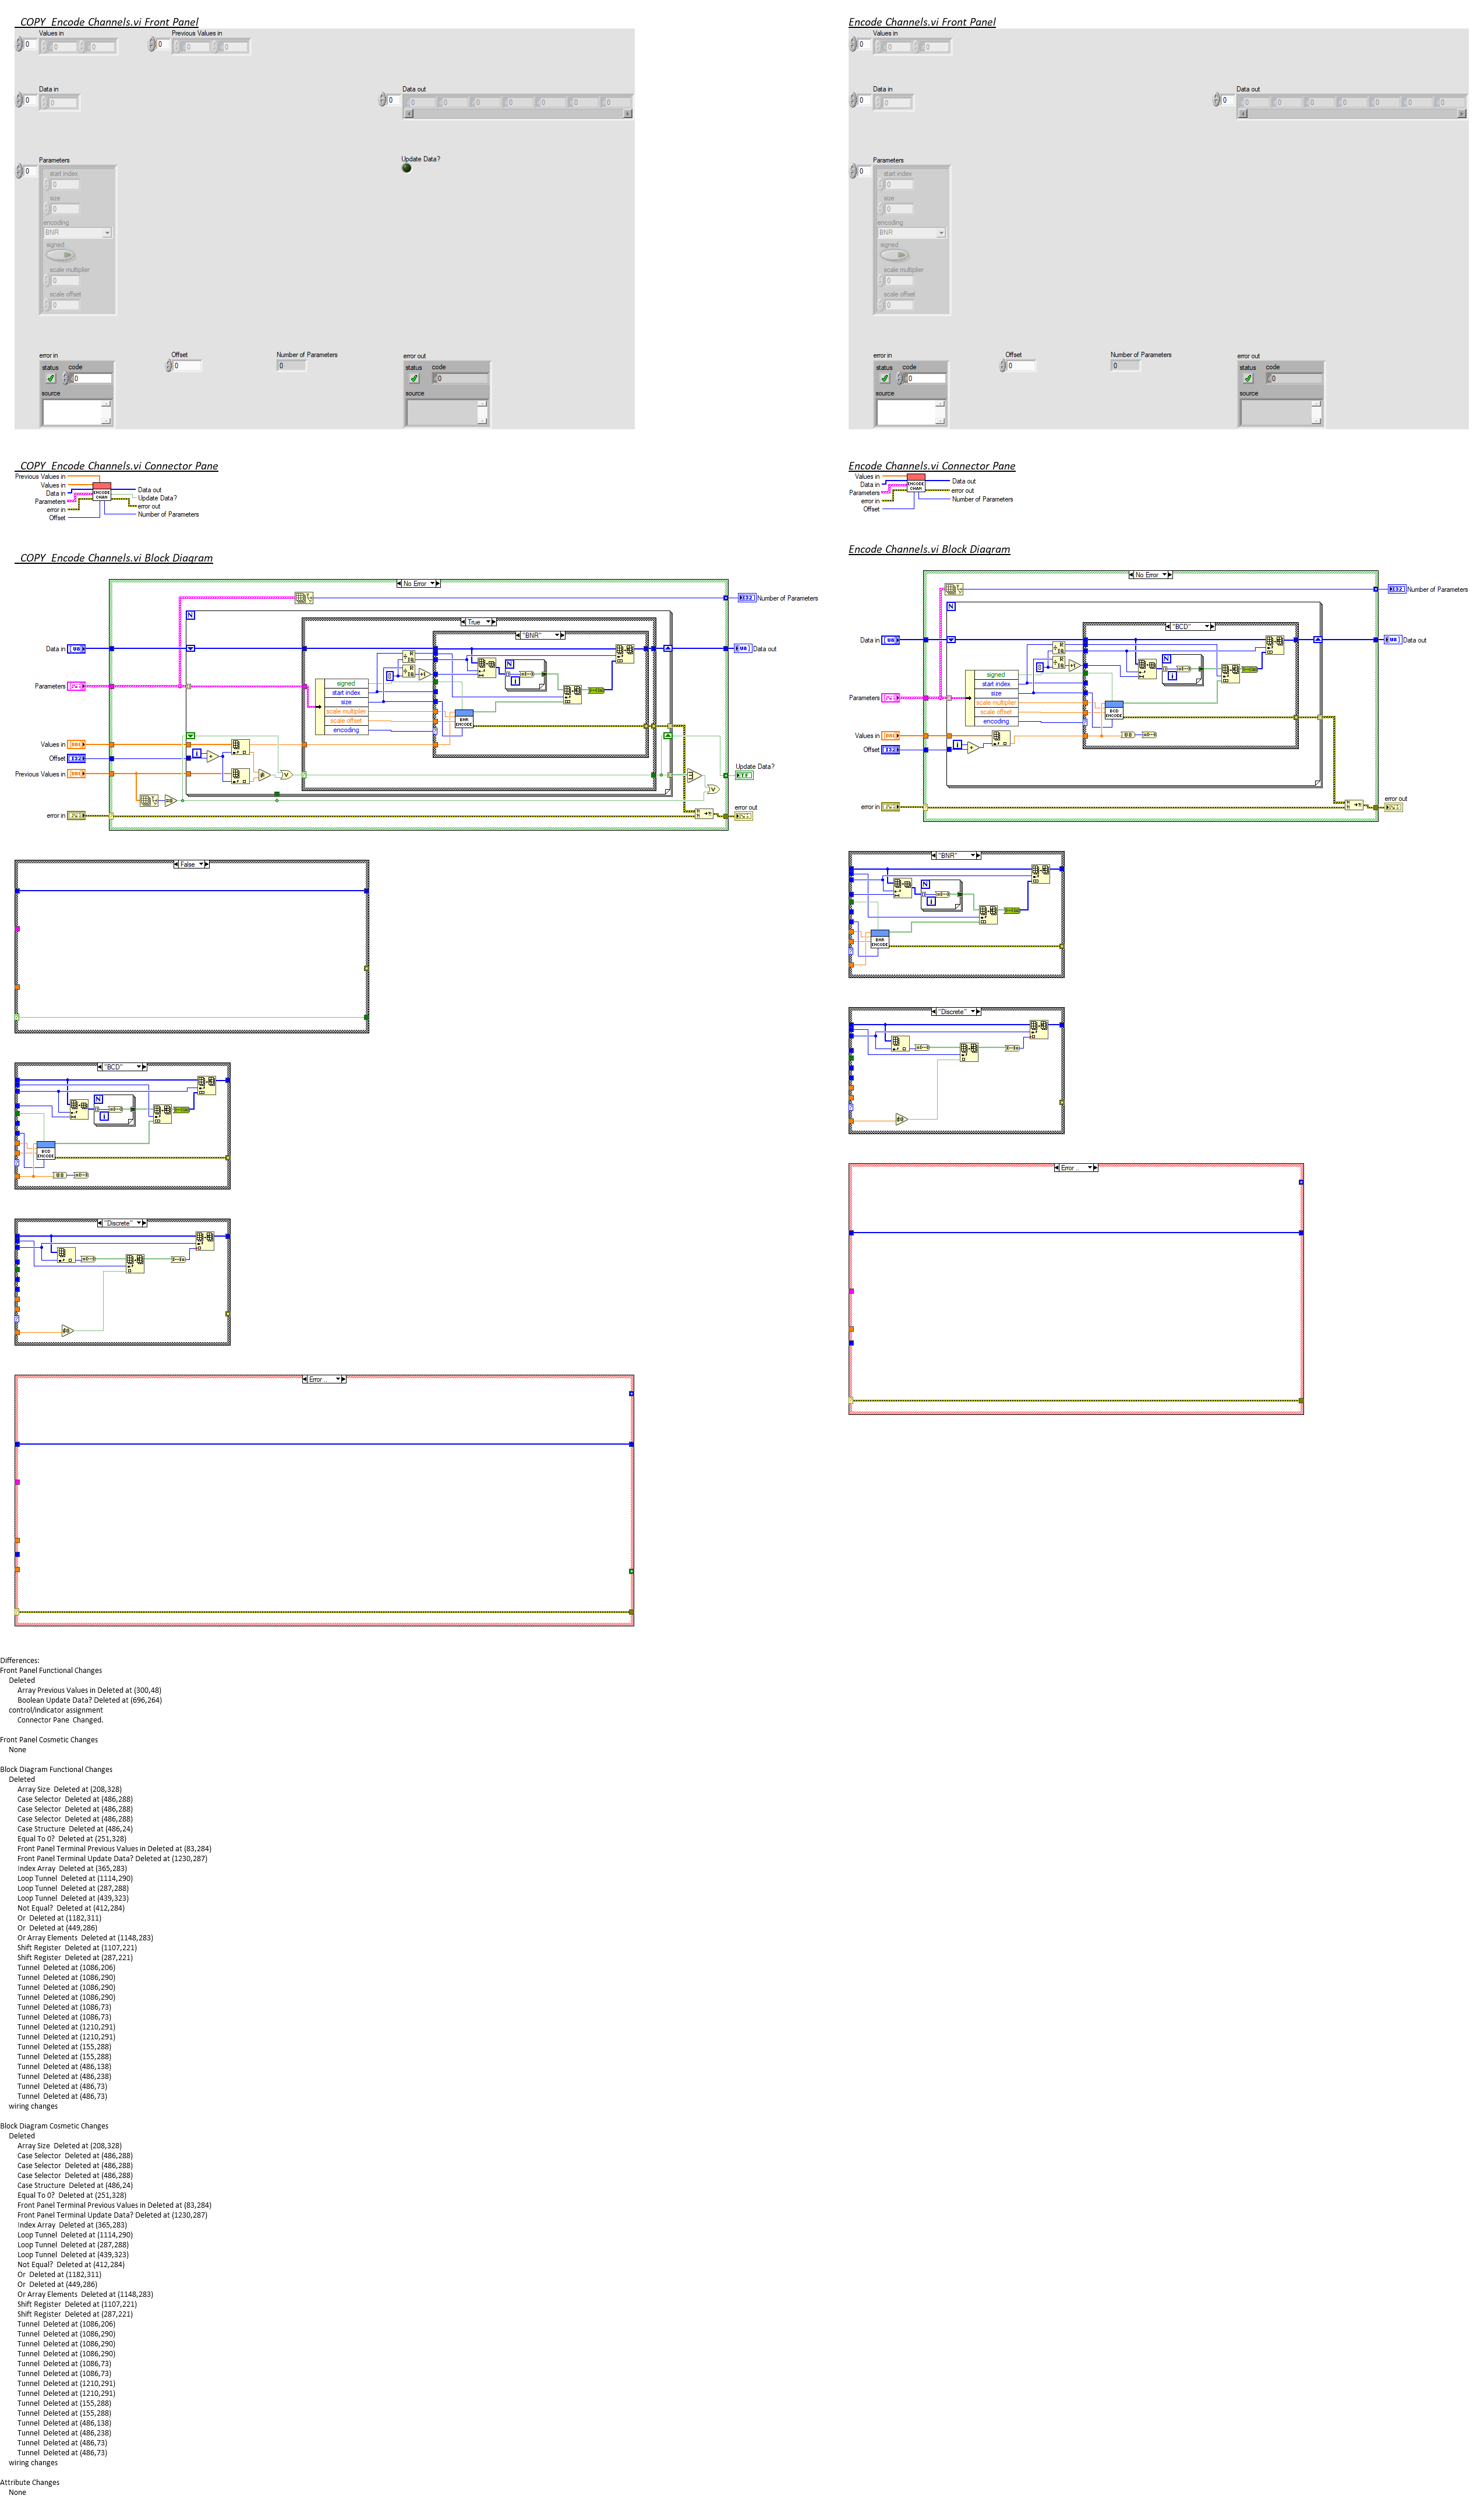 _COPY_Encode Channels.vi Front Panel
Values in
Previous Values in
0
0
0
0
0
0
Data in
Data out
0
0
0
0
0
0
0
0
0
0
Parameters
Update Data?
0
start index
0
size
0
encoding
BNR
signed
scale multiplier
0
scale offset
0
error in
Offset
Number of Parameters
error out
status
code
0
0
status
code
0
0
source
source
_COPY_Encode Channels.vi Connector Pane
Previous Values in
Values in
Data in
Parameters
error in
Offset
ENCODE
CHAN
Data out
Update Data?
error out
Number of Parameters
_COPY_Encode Channels.vi Block Diagram
No Error
Number of Parameters
I32
N
True
"BNR"
Data in
U8
U8
Data out
N
i
R
IQ
R
IQ
8
+1
Parameters
signed
start index
size
scale multiplier
scale offset
encoding
BNR
ENCODE
Values in
DBL
Offset
I32
i
Previous Values in
DBL
Update Data?
TF
error in
error out
False
"BCD"
N
i
BCD
ENCODE
"Discrete"
Error ..
Encode Channels.vi Front Panel
Values in
0
0
0
Data in
Data out
0
0
0
0
0
0
0
0
0
0
Parameters
0
start index
0
size
0
encoding
BNR
signed
scale multiplier
0
scale offset
0
error in
Offset
Number of Parameters
error out
status
code
0
0
status
code
0
0
source
source
Encode Channels.vi Connector Pane
Values in
Data in
Parameters
error in
Offset
ENCODE
CHAN
Data out
error out
Number of Parameters
Encode Channels.vi Block Diagram
No Error
Number of Parameters
I32
N
"BCD"
Data in
U8
U8
Data out
N
i
R
IQ
R
IQ
8
+1
Parameters
signed
start index
size
scale multiplier
scale offset
encoding
BCD
ENCODE
Values in
DBL
Offset
I32
i
error in
error out
"BNR"
N
i
BNR
ENCODE
"Discrete"
Error ..
Differences:
Front Panel Functional Changes
Deleted
Array Previous Values in Deleted at (300,48)
Boolean Update Data? Deleted at (696,264)
control/indicator assignment
Connector Pane  Changed.
Front Panel Cosmetic Changes
None
Block Diagram Functional Changes
Deleted
Array Size  Deleted at (208,328)
Case Selector  Deleted at (486,288)
Case Selector  Deleted at (486,288)
Case Selector  Deleted at (486,288)
Case Structure  Deleted at (486,24)
Equal To 0?  Deleted at (251,328)
Front Panel Terminal Previous Values in Deleted at (83,284)
Front Panel Terminal Update Data? Deleted at (1230,287)
Index Array  Deleted at (365,283)
Loop Tunnel  Deleted at (1114,290)
Loop Tunnel  Deleted at (287,288)
Loop Tunnel  Deleted at (439,323)
Not Equal?  Deleted at (412,284)
Or  Deleted at (1182,311)
Or  Deleted at (449,286)
Or Array Elements  Deleted at (1148,283)
Shift Register  Deleted at (1107,221)
Shift Register  Deleted at (287,221)
Tunnel  Deleted at (1086,206)
Tunnel  Deleted at (1086,290)
Tunnel  Deleted at (1086,290)
Tunnel  Deleted at (1086,290)
Tunnel  Deleted at (1086,73)
Tunnel  Deleted at (1086,73)
Tunnel  Deleted at (1210,291)
Tunnel  Deleted at (1210,291)
Tunnel  Deleted at (155,288)
Tunnel  Deleted at (155,288)
Tunnel  Deleted at (486,138)
Tunnel  Deleted at (486,238)
Tunnel  Deleted at (486,73)
Tunnel  Deleted at (486,73)
wiring changes
Block Diagram Cosmetic Changes
Deleted
Array Size  Deleted at (208,328)
Case Selector  Deleted at (486,288)
Case Selector  Deleted at (486,288)
Case Selector  Deleted at (486,288)
Case Structure  Deleted at (486,24)
Equal To 0?  Deleted at (251,328)
Front Panel Terminal Previous Values in Deleted at (83,284)
Front Panel Terminal Update Data? Deleted at (1230,287)
Index Array  Deleted at (365,283)
Loop Tunnel  Deleted at (1114,290)
Loop Tunnel  Deleted at (287,288)
Loop Tunnel  Deleted at (439,323)
Not Equal?  Deleted at (412,284)
Or  Deleted at (1182,311)
Or  Deleted at (449,286)
Or Array Elements  Deleted at (1148,283)
Shift Register  Deleted at (1107,221)
Shift Register  Deleted at (287,221)
Tunnel  Deleted at (1086,206)
Tunnel  Deleted at (1086,290)
Tunnel  Deleted at (1086,290)
Tunnel  Deleted at (1086,290)
Tunnel  Deleted at (1086,73)
Tunnel  Deleted at (1086,73)
Tunnel  Deleted at (1210,291)
Tunnel  Deleted at (1210,291)
Tunnel  Deleted at (155,288)
Tunnel  Deleted at (155,288)
Tunnel  Deleted at (486,138)
Tunnel  Deleted at (486,238)
Tunnel  Deleted at (486,73)
Tunnel  Deleted at (486,73)
wiring changes
Attribute Changes
None